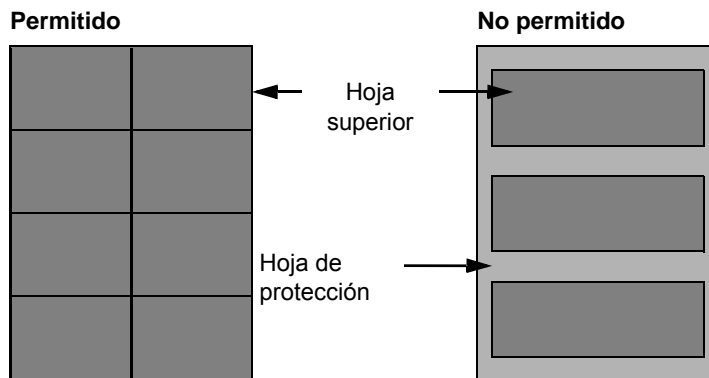 Permitido
No permitido
Hoja
superior
Hoja de
protección